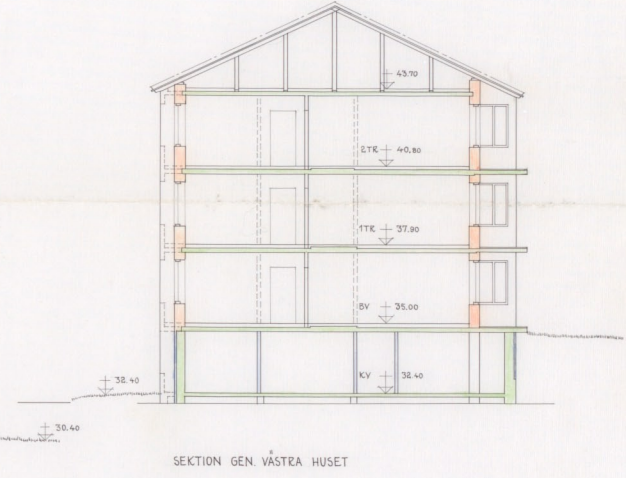 43.70
2TR 40.80
1TR 37.90
BV 35.00
KV 32.40
32.40
30.40
SEKTION GEN. VÄSTRA HUSET